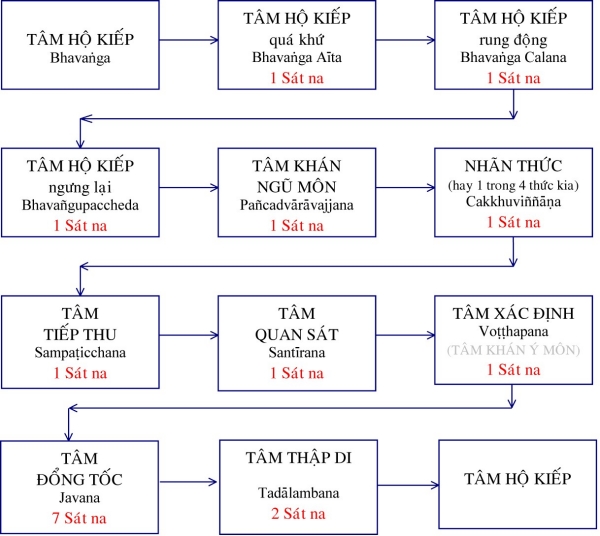 TÂM HỘ KIẾP
Bhavaṅga
TÂM HỘ KIẾP
quá khứ
Bhavaṅga Aīta
1 Sát na
TÂM HỘ KIẾP
rung động
Bhavaṅga Calana
1 Sát na
TÂM HỘ KIẾP
ngưng lại
Bhavañgupaccheda
1 Sát na
TÂM KHÁN
NGŨ MÔN
Pañcadvārāvajjana
1 Sát na
NHÃN THỨC
(hay 1 trong 4 thức kia)
Cakkhuviññāṇa
1 Sát na
TÂM
TIẾP THU
Sampaṭicchana
1 Sát na
TÂM
QUAN SÁT
Santīrana
1 Sát na
TÂM XÁC ĐỊNH
Voṭṭhapana
(TÂM KHÁN Ý MÔN)
1 Sát na
TÂM
ĐỔNG TỐC
Javana
7 Sát na
TÂM THẬP DI
Tadālambana
2 Sát na
TÂM HỘ KIẾP